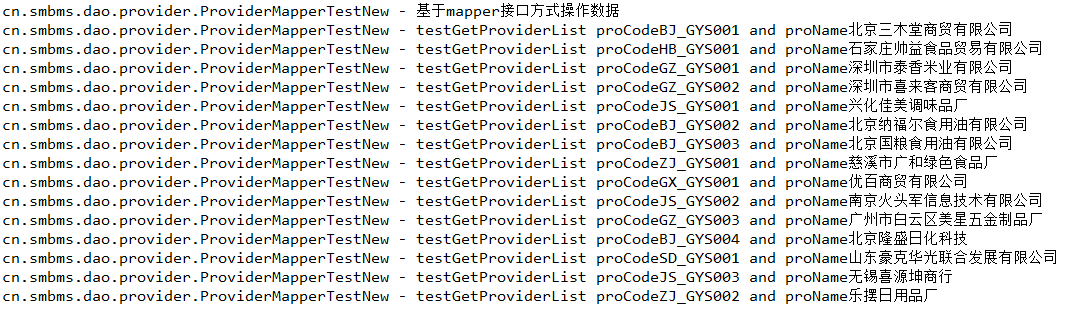 cn.smbms.dao.provider.ProviderMapperTestNew - 基于mapper接口方式操作数据
cn.smbms.dao.provider.ProviderMapperTestNew - testGetProviderList proCodeBJ_GYS001 and proName北京三木堂商贸有限公司
cn.smbms.dao.provider.ProviderMapperTestNew - testGetProviderList proCodeHB_GYS001 and proName石家庄帅益食品贸易有限公司
cn.smbms.dao.provider.ProviderMapperTestNew - testGetProviderList proCodeGZ_GYS001 and proName深圳市泰香米业有限公司
cn.smbms.dao.provider.ProviderMapperTestNew - testGetProviderList proCodeGZ_GYS002 and proName深圳市喜来客商贸有限公司
cn.smbms.dao.provider.ProviderMapperTestNew - testGetProviderList proCodeJS_GYS001 and proName兴化佳美调味品厂
cn.smbms.dao.provider.ProviderMapperTestNew - testGetProviderList proCodeBJ_GYS002 and proName北京纳福尔食用油有限公司
cn.smbms.dao.provider.ProviderMapperTestNew - testGetProviderList proCodeBJ_GYS003 and proName北京国粮食用油有限公司
cn.smbms.dao.provider.ProviderMapperTestNew - testGetProviderList proCodeZJ_GYS001 and proName慈溪市广和绿色食品厂
cn.smbms.dao.provider.ProviderMapperTestNew - testGetProviderList proCodeGX_GYS001 and proName优百商贸有限公司
cn.smbms.dao.provider.ProviderMapperTestNew - testGetProviderList proCodeJS_GYS002 and proName南京火头军信息技术有限公司
cn.smbms.dao.provider.ProviderMapperTestNew - testGetProviderList proCodeGZ_GYS003 and proName广州市白云区美星五金制品厂
cn.smbms.dao.provider.ProviderMapperTestNew - testGetProviderList proCodeBJ_GYS004 and proName北京隆盛日化科技
cn.smbms.dao.provider.ProviderMapperTestNew - testGetProviderList proCodeSD_GYS001 and proName山东豪克华光联合发展有限公司
cn.smbms.dao.provider.ProviderMapperTestNew - testGetProviderList proCodeJS_GYS003 and proName无锡喜源坤商行
cn.smbms.dao.provider.ProviderMapperTestNew - testGetProviderList proCodeZJ_GYS002 and proName乐摆日用品厂